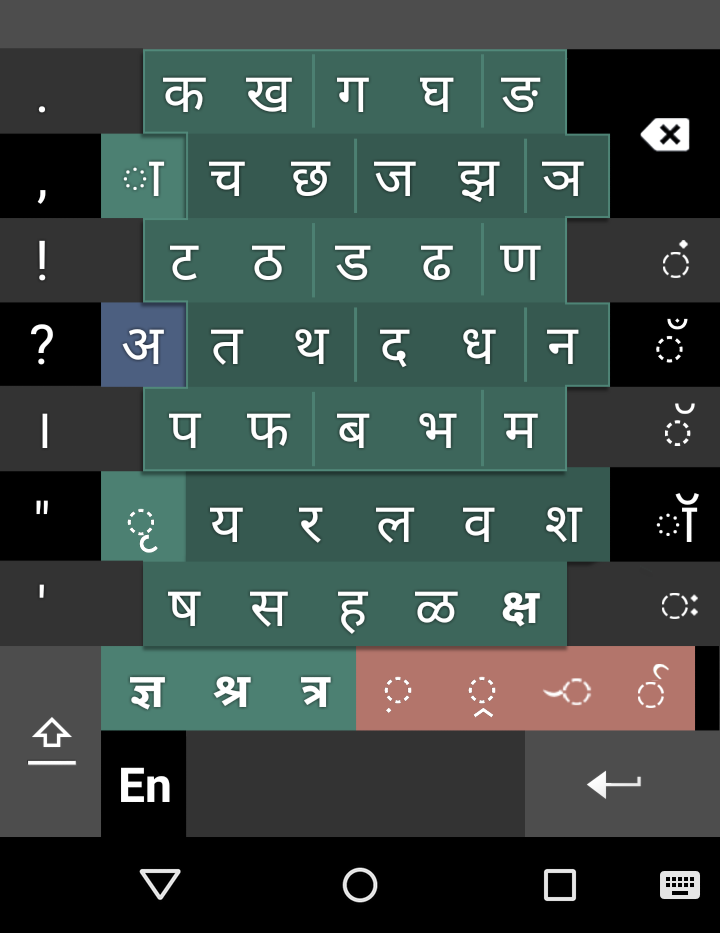 . क ख ग घ ङ
, ा च छ ज झ ञ
! ट ठ ड ढ ण ं
? अ त थ द ध न ँ
। प फ ब भ म ॅ
" ृ य र ल व श ॉ
' ष स ह ळ क्ष ः
ज्ञ श्र त्र ़ ्र र्‍ र्
En